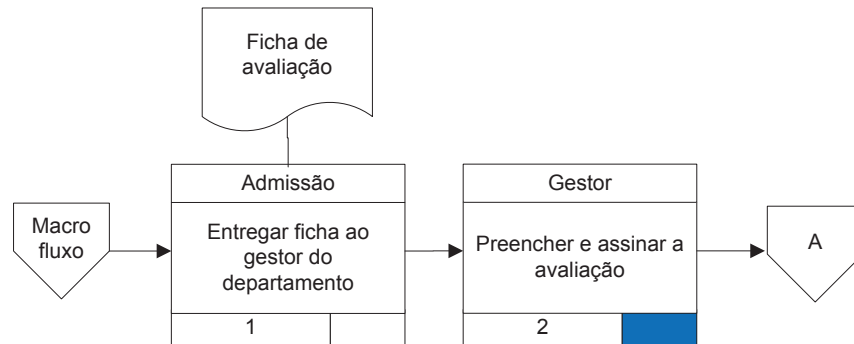 Ficha de
avaliação
Macro
fluxo
Admissão
Entregar ficha ao
gestor do
departamento
1
Gestor
Preencher e assinar a
avaliação
2
A